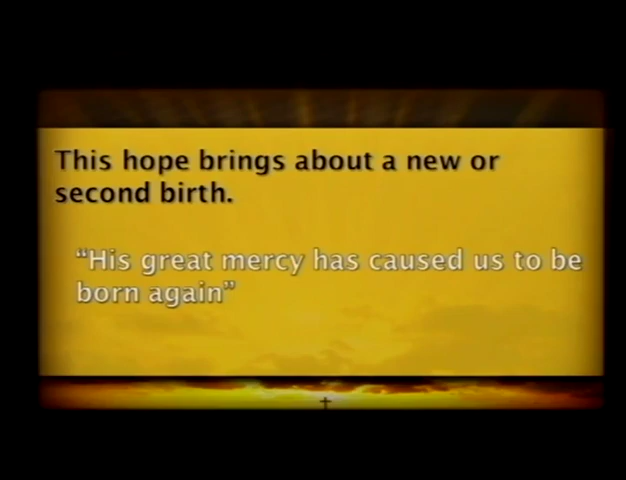 This hope brings about a new or
second birth.
“His great mercy has caused us to be
born again”